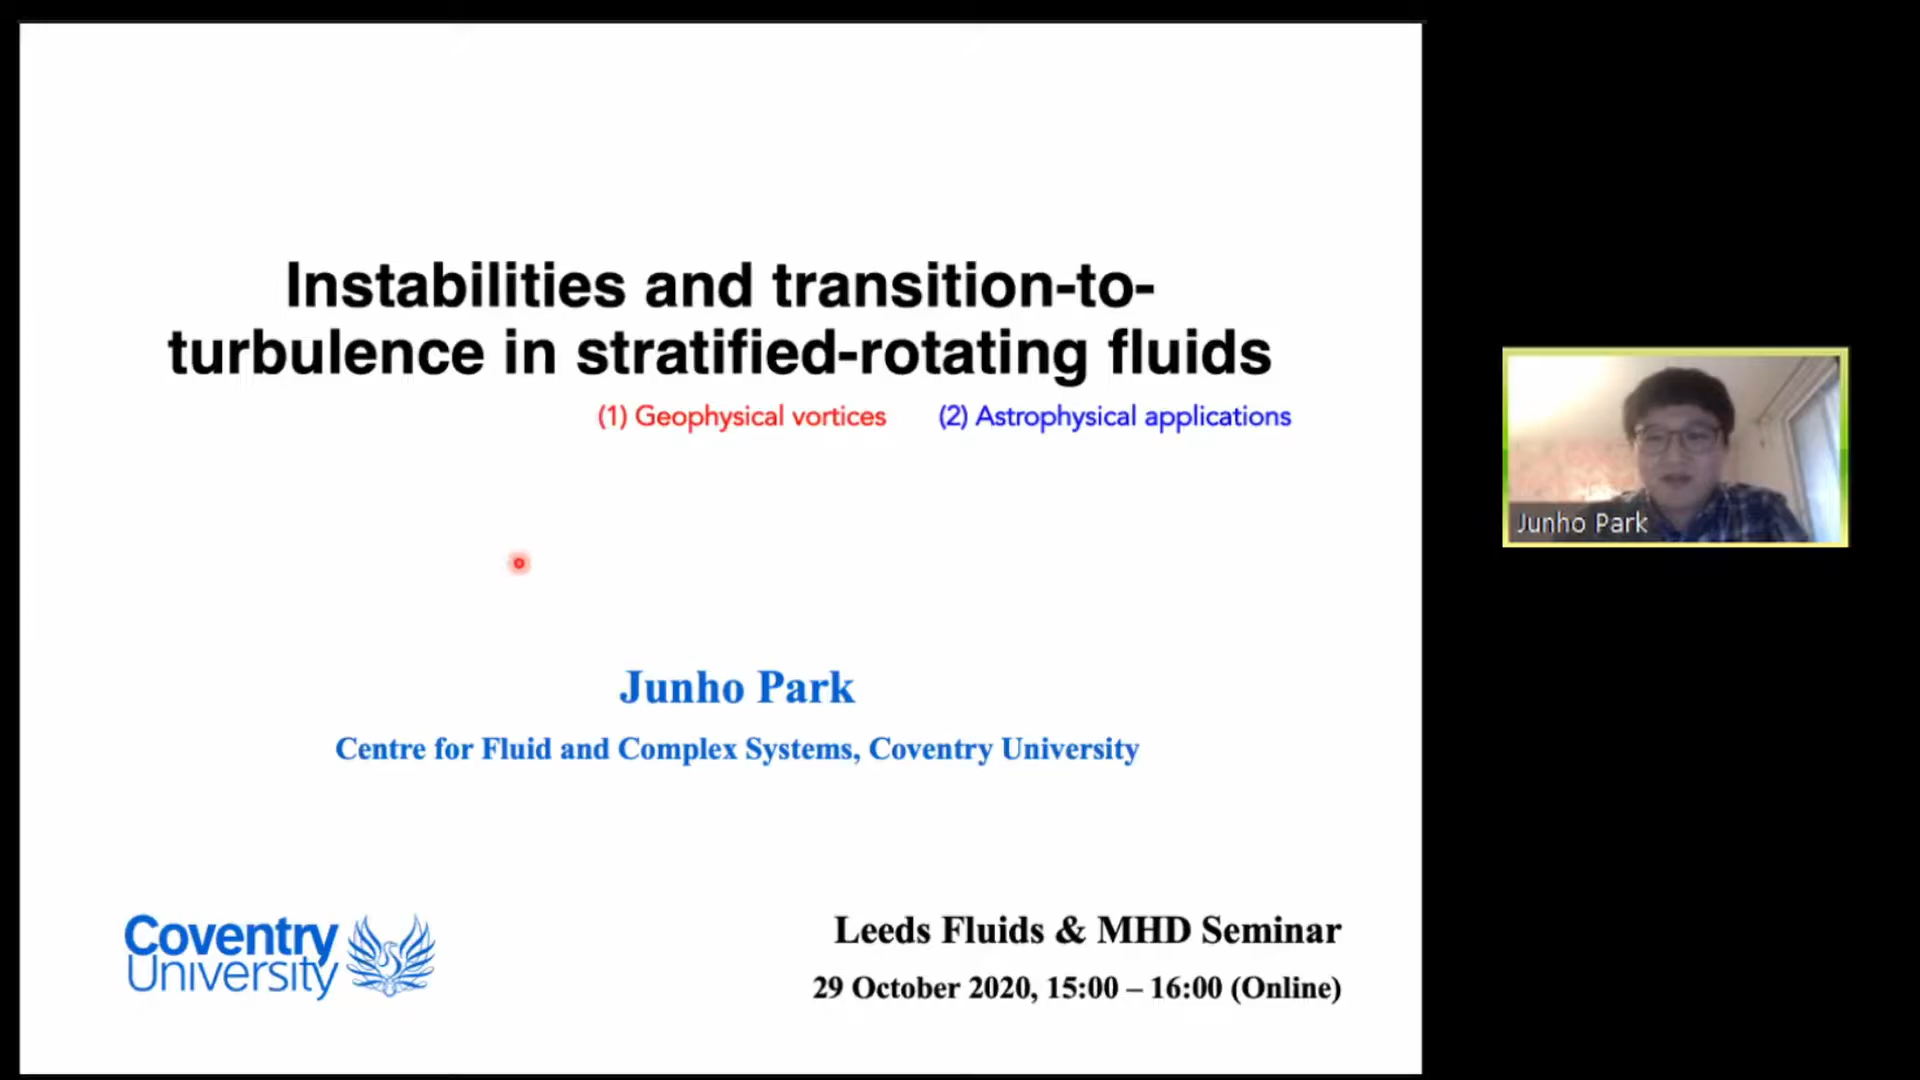 Instabilities and transition-to-
turbulence in stratified-rotating fluids
(1) Geophysical vortices (2) Astrophysical applications
Junho Park
Junho Park
Centre for Fluid and Complex Systems, Coventry University
Coventry
University
Leeds Fluids & MHD Seminar
29 October 2020, 15:00 – 16:00 (Online)